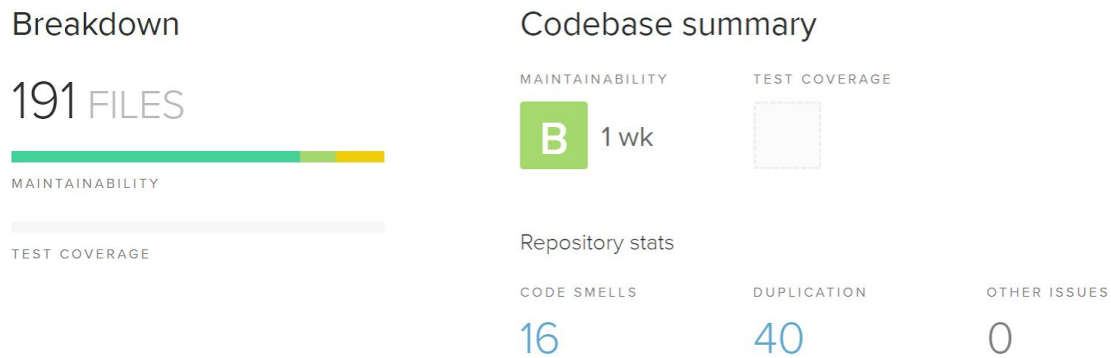 Breakdown
191 FILES
MAINTAINABILITY
TEST COVERAGE
Codebase summary
MAINTAINABILITY TEST COVERAGE
B 1 wk
Repository stats
CODE SMELLS DUPLICATION OTHER ISSUES
16 40 0